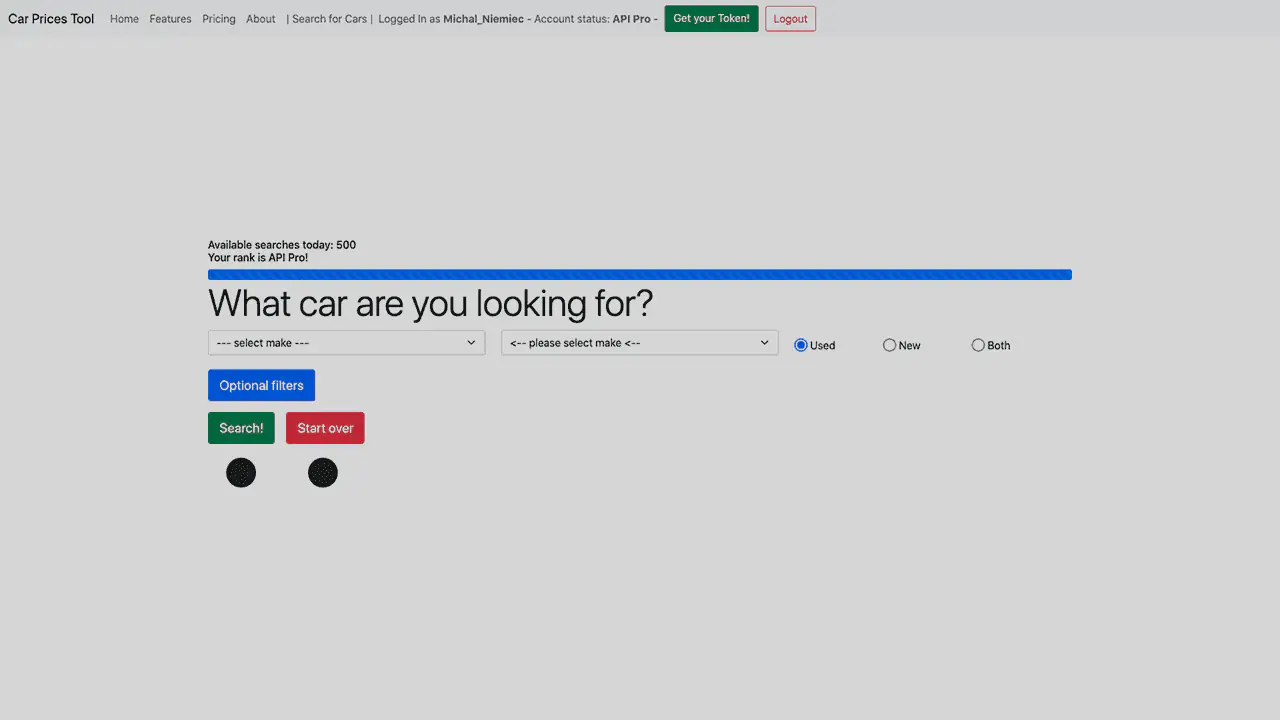 Car Prices Tool Home Features Pricing About | Search for Cars | Logged In as Michal_Niemiec - Account status: API Pro - Get your Token! Logout
Available searches today: 500
Your rank is API Pro!
What car are you looking for?
--- select make --- <-- please select make <-- Used New Both
Optional filters
Search! Start over